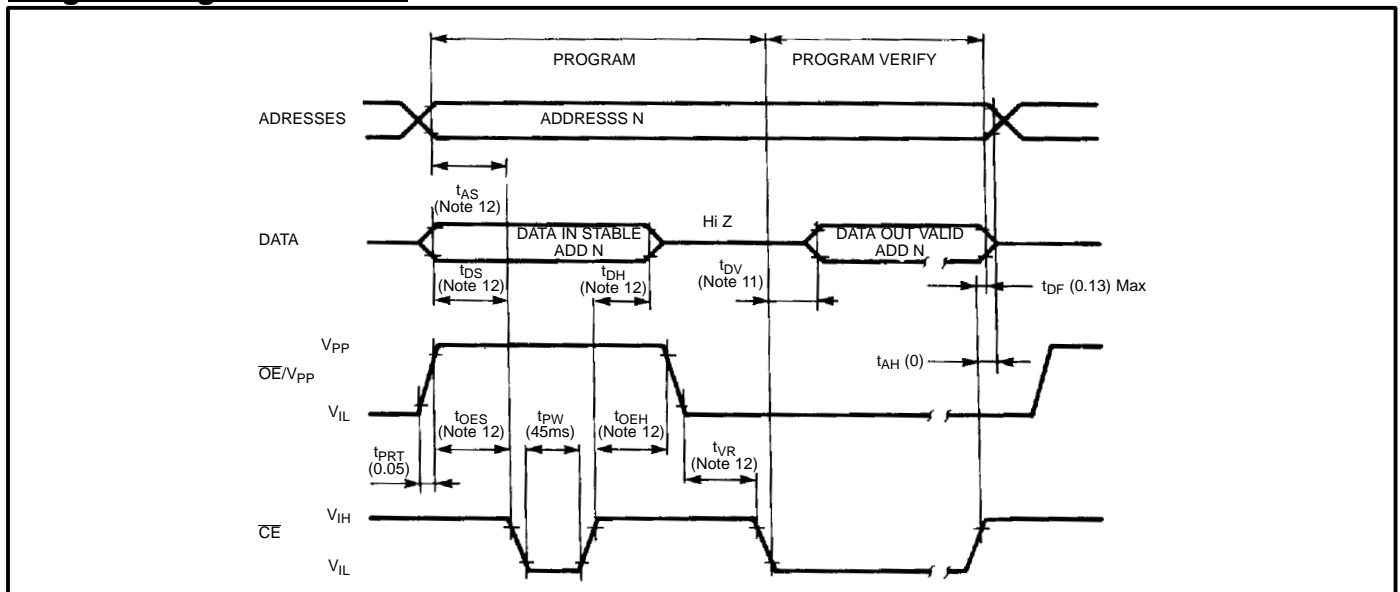 PROGRAM
PROGRAM VERIFY
ADRESSES
ADDRESSS N
tAS
(Note 12)
DATA
DATA IN STABLE
ADD N
Hi Z
DATA OUT VALID
ADD N
tDS
(Note 12)
tDH
(Note 12)
tDV
(Note 11)
tDF (0.13) Max
tAH (0)
VPP
OE/VPP
VIL
tPRT
(0.05)
tOES
(Note 12)
tPW
(45ms)
tOEH
(Note 12)
tVR
(Note 12)
VIH
CE
VIL